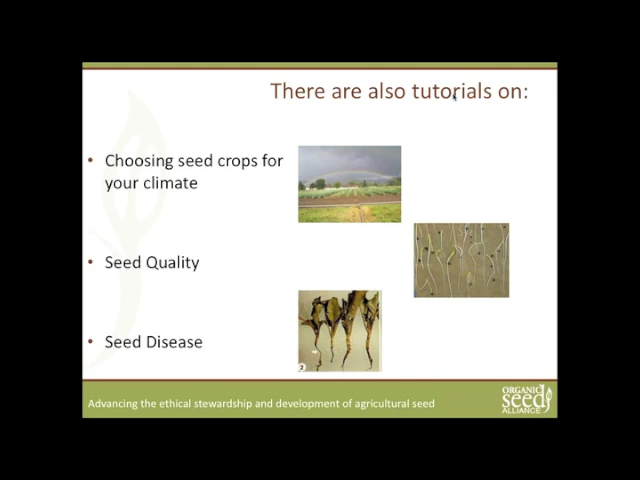 There are also tutorials on:
• Choosing seed crops for
your climate
• Seed Quality
• Seed Disease
2
Advancing the ethical stewardship and development of agricultural seed
ORGANIC
seed
ALLIANCE